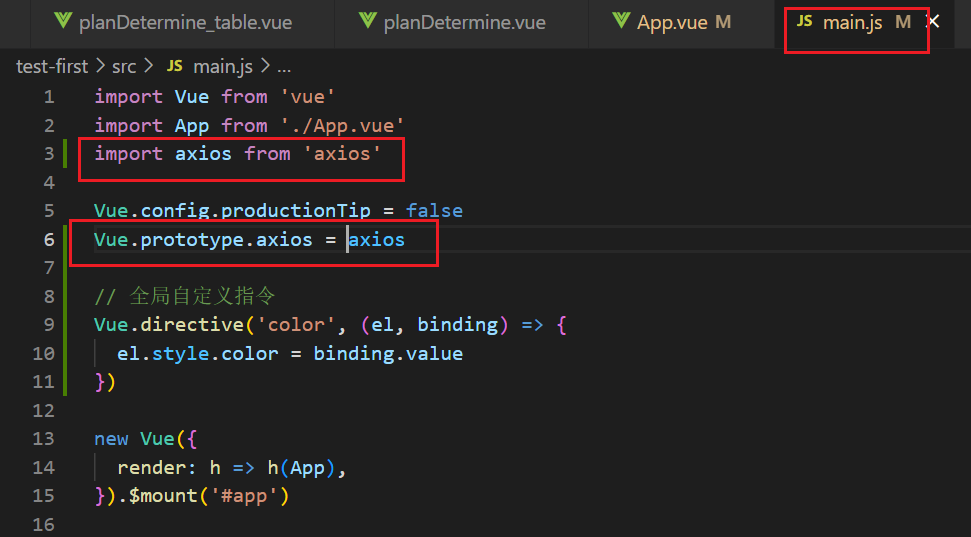 planDetermine_table.vue planDetermine.vue App.vue M JS main.js M
test-first > src > JS main.js > ...
1 import Vue from 'vue'
2 import App from './App.vue'
3 import axios from 'axios'
4
5 Vue.config.productionTip = false
6 Vue.prototype.axios = axios
7
8 // 全局自定义指令
9 Vue.directive('color', (el, binding) => {
10 el.style.color = binding.value
11 })
12
13 new Vue({
14 render: h => h(App),
15 }).$mount('#app')
16